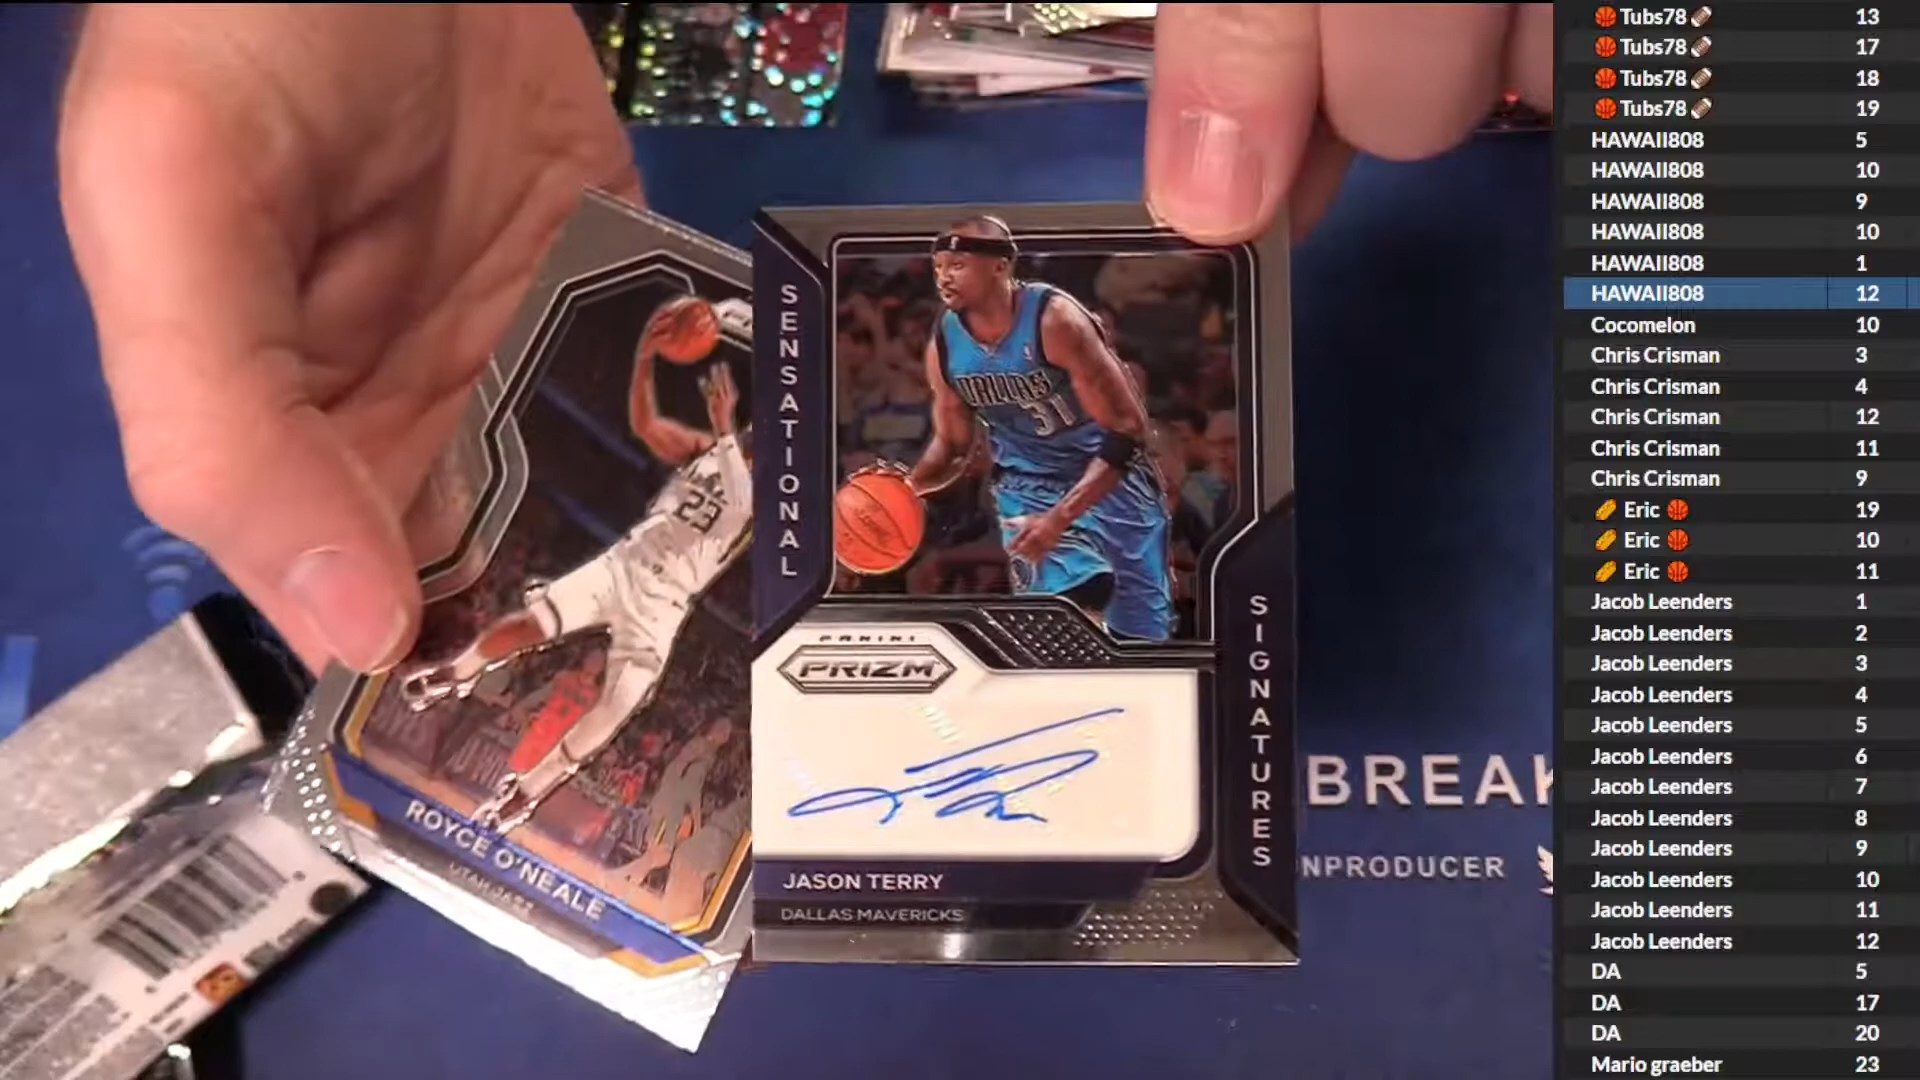 SENSATIONAL
DALLAS
31
PANINI
PRIZM
SIGNATURES
JASON TERRY
DALLAS MAVERICKS
23
ROYCE O'NEALE
UTAH JAZZ
BREAK
NPRODUCER
Tubs78 13
Tubs78 17
Tubs78 18
Tubs78 19
HAWAII808 5
HAWAII808 10
HAWAII808 9
HAWAII808 10
HAWAII808 1
HAWAII808 12
Cocomelon 10
Chris Crisman 3
Chris Crisman 4
Chris Crisman 12
Chris Crisman 11
Chris Crisman 9
Eric 19
Eric 10
Eric 11
Jacob Leenders 1
Jacob Leenders 2
Jacob Leenders 3
Jacob Leenders 4
Jacob Leenders 5
Jacob Leenders 6
Jacob Leenders 7
Jacob Leenders 8
Jacob Leenders 9
Jacob Leenders 10
Jacob Leenders 11
Jacob Leenders 12
DA 5
DA 17
DA 20
Mario graeber 23